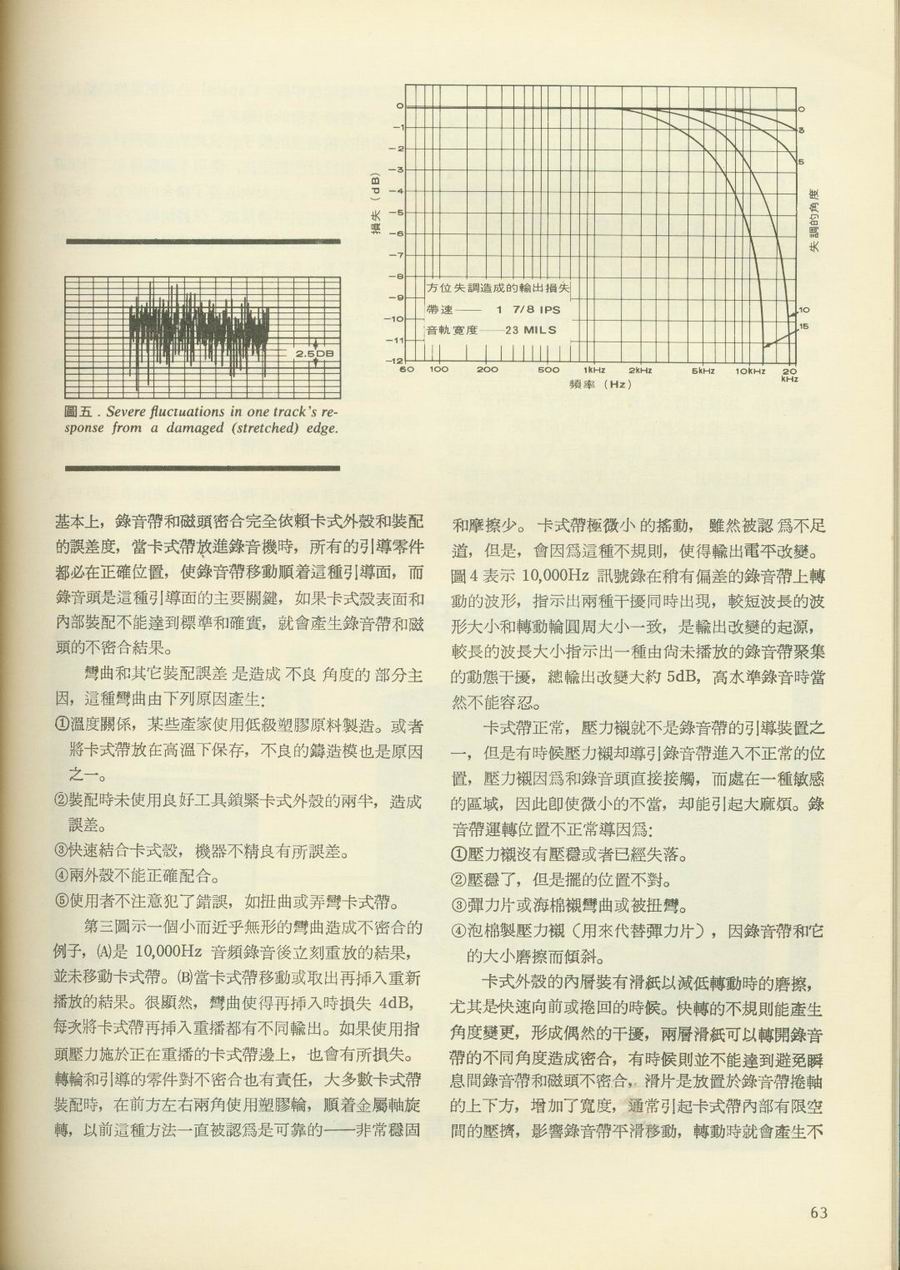 0
-1
-2
-3
-4
-5
-6
-7
-8
-9
-10
-11
-12
損失(dB)
方位失調造成的輸出損失
帶速—— 1 7/8 IPS
音軌寬度——23 MILS
60 100 200 500 1kHz 2kHz 5kHz 10kHz 20 kHz
頻率 (Hz)
0
3
5
10
15
失調的角度
2.5DB
圖五 . Severe fluctuations in one track's re-
sponse from a damaged (stretched) edge.
基本上，錄音帶和磁頭密合完全依賴卡式外殼和裝配
的誤差度，當卡式帶放進錄音機時，所有的引導零件
都必在正確位置，使錄音帶移動順着這種引導面，而
錄音頭是這種引導面的主要關鍵，如果卡式殼表面和
內部裝配不能達到標準和確實，就會產生錄音帶和磁
頭的不密合結果。
彎曲和其它裝配誤差是造成不良角度的部分主
因，這種彎曲由下列原因產生:
①溫度關係，某些產家使用低級塑膠原料製造。或者
將卡式帶放在高溫下保存，不良的鑄造模也是原因
之一。
②裝配時未使用良好工具鎖緊卡式外殼的兩半，造成
誤差。
③快速結合卡式殼，機器不精良有所誤差。
④兩外殼不能正確配合。
⑤使用者不注意犯了錯誤，如扭曲或弄彎卡式帶。
第三圖示一個小而近乎無形的彎曲造成不密合的
例子，(A)是 10,000Hz 音頻錄音後立刻重放的結果，
並未移動卡式帶。(B)當卡式帶移動或取出再挿入重新
播放的結果。很顯然，彎曲使得再挿入時損失 4dB，
每次將卡式帶再挿入重播都有不同輸出。如果使用指
頭壓力施於正在重播的卡式帶邊上，也會有所損失。
轉輪和引導的零件對不密合也有責任，大多數卡式帶
裝配時，在前方左右兩角使用塑膠輪，順着金屬軸旋
轉，以前這種方法一直被認爲是可靠的——非常穩固
和摩擦少。卡式帶極微小的搖動，雖然被認爲不足
道，但是，會因爲這種不規則，使得輸出電平改變。
圖 4 表示 10,000Hz 訊號錄在稍有偏差的錄音帶上轉
動的波形，指示出兩種干擾同時出現，較短波長的波
形大小和轉動輪圓周大小一致，是輸出改變的起源，
較長的波長大小指示出一種由尙未播放的錄音帶聚集
的動態干擾，總輸出改變大約 5dB，高水準錄音時當
然不能容忍。
卡式帶正常，壓力襯就不是錄音帶的引導裝置之
一，但是有時候壓力襯却導引錄音帶進入不正常的位
置，壓力襯因爲和錄音頭直接接觸，而處在一種敏感
的區域，因此卽使微小的不當，却能引起大麻煩。錄
音帶運轉位置不正常導因爲:
①壓力襯沒有壓穩或者已經失落。
②壓穩了，但是擺的位置不對。
③彈力片或海棉襯彎曲或被扭彎。
④泡棉製壓力襯（用來代替彈力片），因錄音帶和它
的大小磨擦而傾斜。
卡式外殼的內層裝有滑紙以減低轉動時的磨擦，
尤其是快速向前或捲回的時候。快轉的不規則能產生
角度變更，形成偶然的干擾，兩層滑紙可以轉開錄音
帶的不同角度造成密合，有時候則並不能達到避免瞬
息間錄音帶和磁頭不密合，滑片是放置於錄音帶捲軸
的上下方，增加了寬度，通常引起卡式帶內部有限空
間的壓擠，影響錄音帶平滑移動，轉動時就會產生不
63